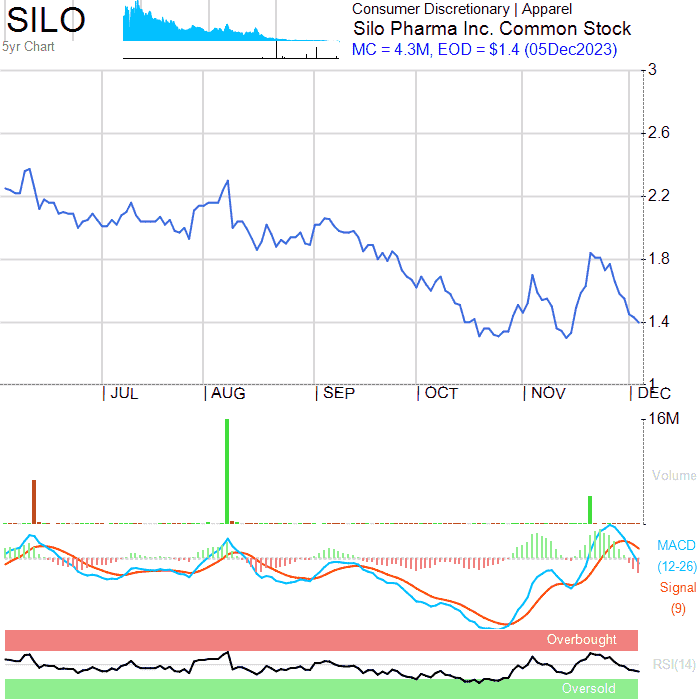 SILO
5yr Chart
Consumer Discretionary | Apparel
Silo Pharma Inc. Common Stock
MC = 4.3M, EOD = $1.4 (05Dec2023)
3
2.6
2.2
1.8
1.4
1
JUL AUG SEP OCT NOV DEC
16M
Volume
MACD
(12-26)
Signal
(9)
Overbought
RSI(14)
Oversold